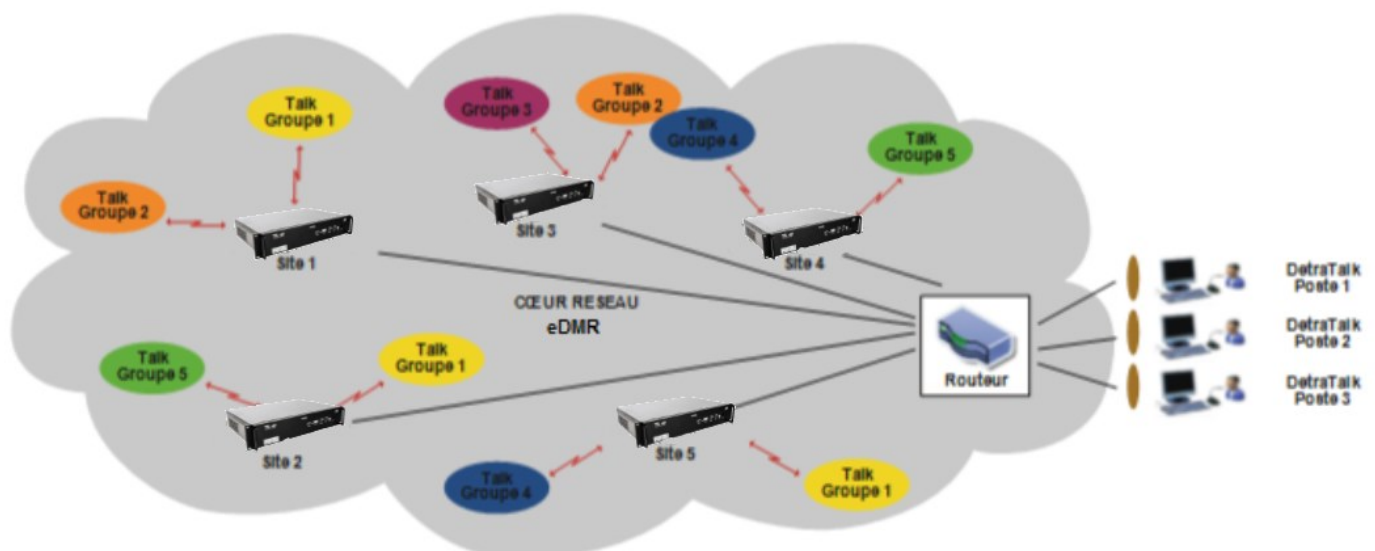 Talk
Groupe 1
Talk
Groupe 3
Talk
Groupe 2
Talk
Groupe 4
Talk
Groupe 5
Talk
Groupe 2
Site 1
Site 3
Site 4
CŒUR RESEAU
eDMR
Routeur
DetraTalk
Poste 1
DetraTalk
Poste 2
DetraTalk
Poste 3
Talk
Groupe 5
Talk
Groupe 1
Site 2
Site 5
Talk
Groupe 4
Talk
Groupe 1